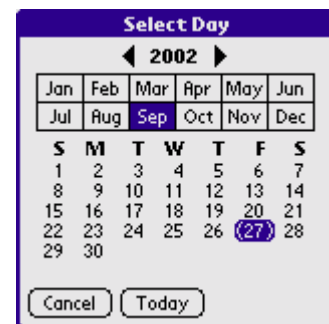 Select Day
2002
Jan Feb Mar Apr May Jun
Jul Aug Sep Oct Nov Dec
S M T W T F S
1 2 3 4 5 6 7
8 9 10 11 12 13 14
15 16 17 18 19 20 21
22 23 24 25 26 27 28
29 30
Cancel Today